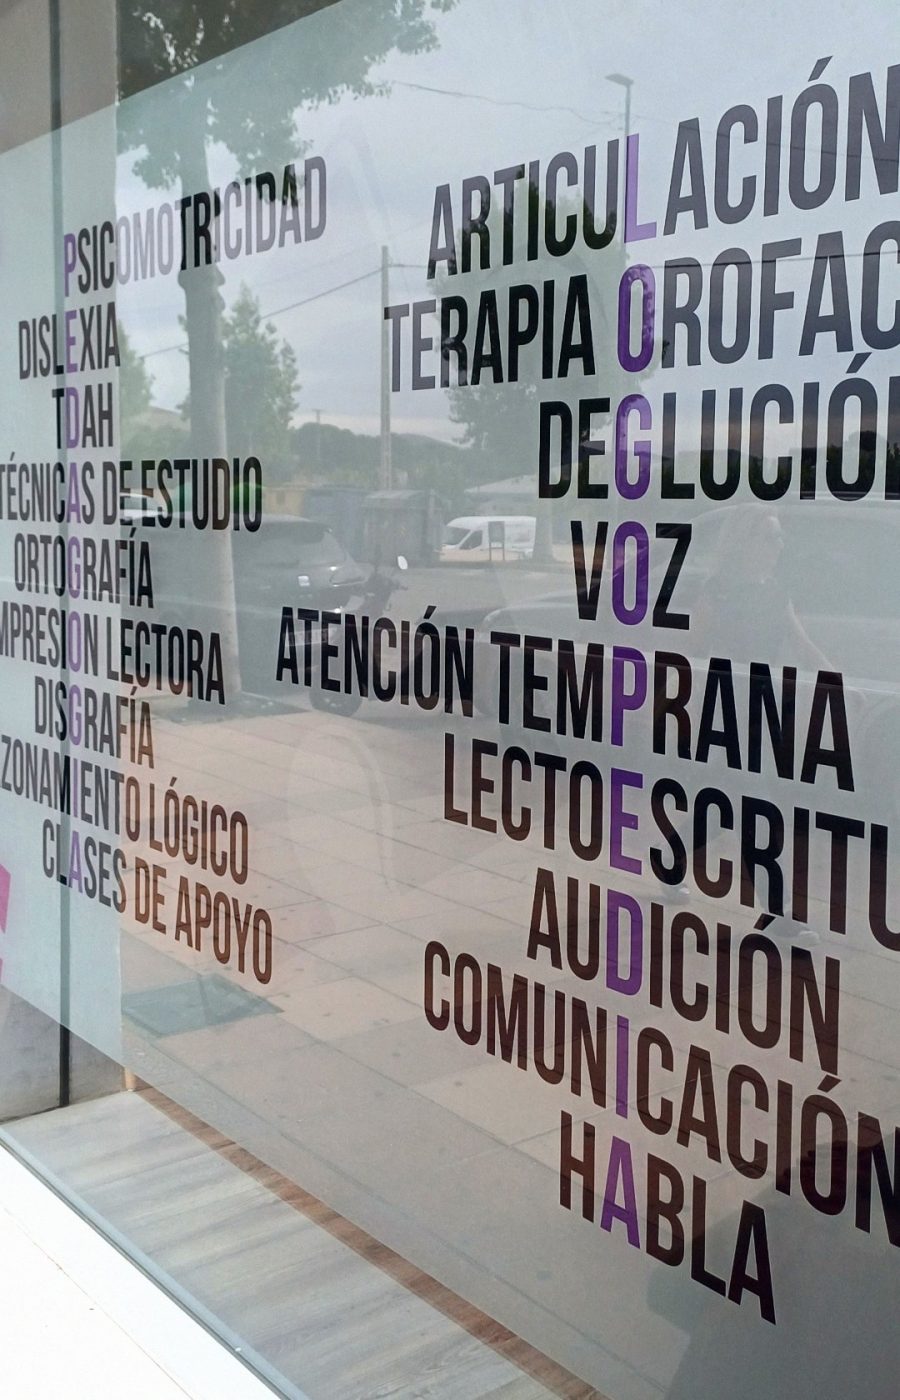 PSICOMOTRICIDAD
DISLEXIA
TDAH
TÉCNICAS DE ESTUDIO
ORTOGRAFÍA
MPRESION LECTORA
DISGRAFÍA
ZONAMIENTO LÓGICO
CLASES DE APOYO
ARTICULACIÓN
TERAPIA OROFAC
DEGLUCIÓN
VOZ
ATENCIÓN TEMPRANA
LECTOESCRITU
AUDICIÓN
COMUNICACIÓN
HABLA